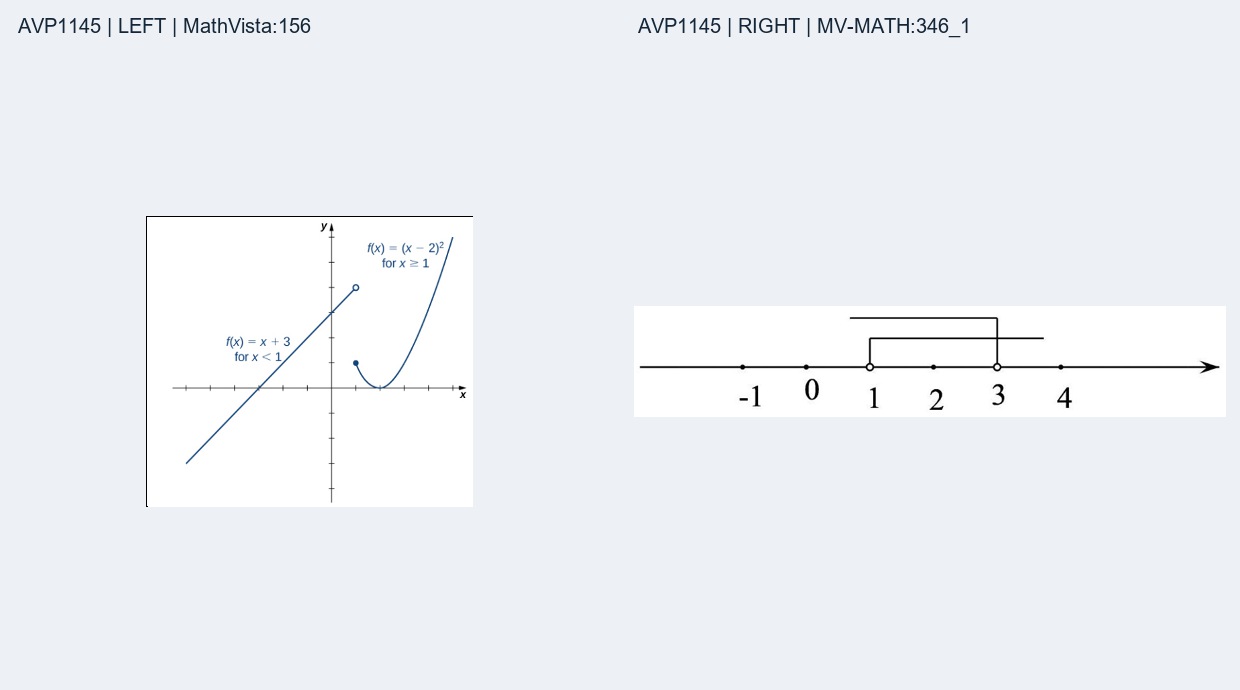 AVP1145 | LEFT | MathVista:156
AVP1145 | RIGHT | MV-MATH:346_1
y
f(x) = (x − 2)²
for x ≥ 1
f(x) = x + 3
for x < 1
x
-1 0 1 2 3 4